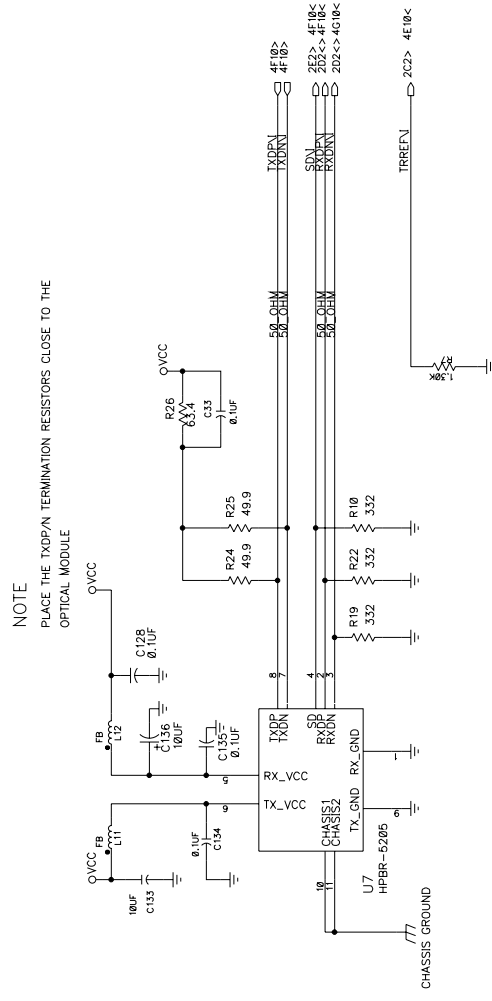 NOTE
PLACE THE TXDP/N TERMINATION RESISTORS CLOSE TO THE
OPTICAL MODULE
VCC
FB
L11
10UF
C133
0.1UF
C134
FB
L12
VCC
C128
0.1UF
C136
+
10UF
C135
0.1UF
6
5
TX_VCC
RX_VCC
CHASIS1
CHASIS2
10
11
TX_GND
RX_GND
9
1
U7
HPBR-5205
CHASSIS GROUND
TXDP
TXDN
SD
RXDP
RXDN
8
7
4
2
3
R24
49.9
R25
49.9
VCC
R26
63.4
C33
0.1UF
R19
332
R22
332
R10
332
50_OHM
50_OHM
50_OHM
50_OHM
TXDP\I
TXDN\I
SD\I
RXDP\I
RXDN\I
4F10>
4F10>
2E2> 4F10<
2D2<> 4F10<
2D2<> 4G10<
TRREF\I
2C2> 4E10<
R7
1.30K